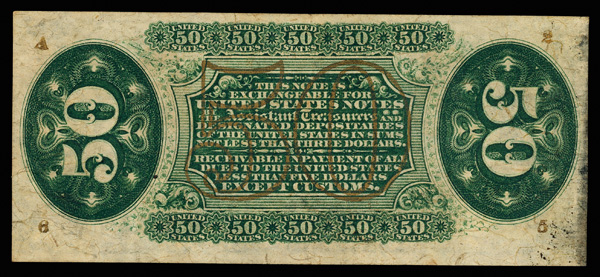 UNITED UNITED UNITED UNITED UNITED
50 50 50 50 50
STATES STATES STATES STATES STATES
A
2
50
THIS NOTE IS
EXCHANGEABLE FOR
UNITED STATES NOTES
Assistant Treasurers AND
DESIGNATED DEPOSITARIES
OF THE UNITED STATES IN SUMS
NOT LESS THAN THREE DOLLARS.
RECEIVABLE IN PAYMENT OF ALL
DUES TO THE UNITED STATES
LESS THAN FIVE DOLLARS
EXCEPT CUSTOMS.
50
6
5
UNITED UNITED UNITED UNITED UNITED
50 50 50 50 50
STATES STATES STATES STATES STATES